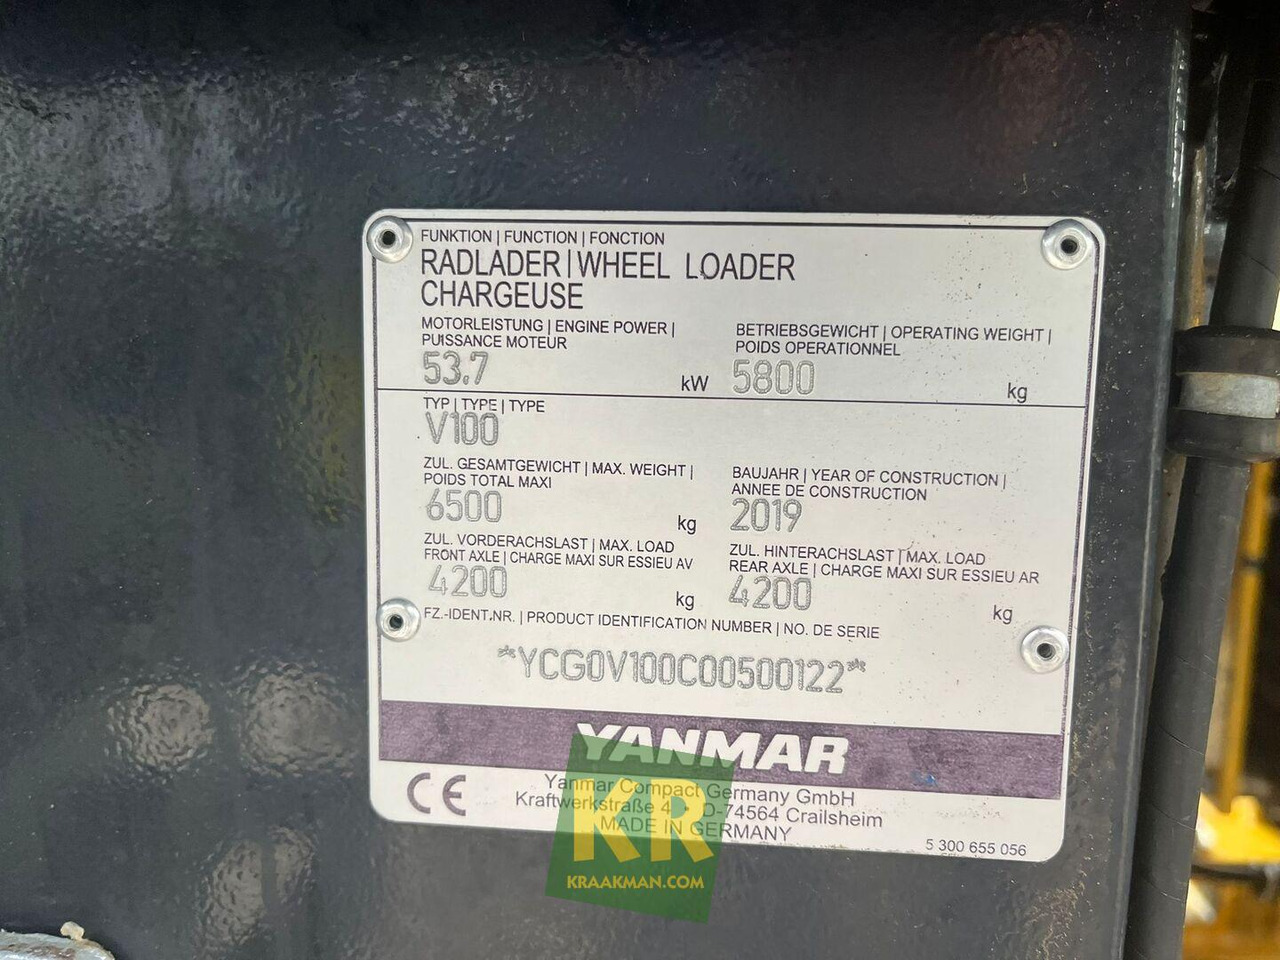 FUNKTION | FUNCTION | FONCTION
RADLADER | WHEEL LOADER
CHARGEUSE
MOTORLEISTUNG | ENGINE POWER |
PUISSANCE MOTEUR
53.7 kW
BETRIEBSGEWICHT | OPERATING WEIGHT |
POIDS OPERATIONNEL
5800 kg
TYP | TYPE | TYPE
V100
ZUL. GESAMTGEWICHT | MAX. WEIGHT |
POIDS TOTAL MAXI
6500 kg
BAUJAHR | YEAR OF CONSTRUCTION |
ANNEE DE CONSTRUCTION
2019
ZUL. VORDERACHSLAST | MAX. LOAD
FRONT AXLE | CHARGE MAXI SUR ESSIEU AV
4200 kg
ZUL. HINTERACHSLAST | MAX. LOAD
REAR AXLE | CHARGE MAXI SUR ESSIEU AR
4200 kg
FZ.-IDENT.NR. | PRODUCT IDENTIFICATION NUMBER | NO. DE SERIE
*YCG0V100C00500122*
YANMAR
CE
Yanmar Compact Germany GmbH
Kraftwerkstraße 4 D-74564 Crailsheim
MADE IN GERMANY
5 300 655 056
KR
KRAAKMAN.COM